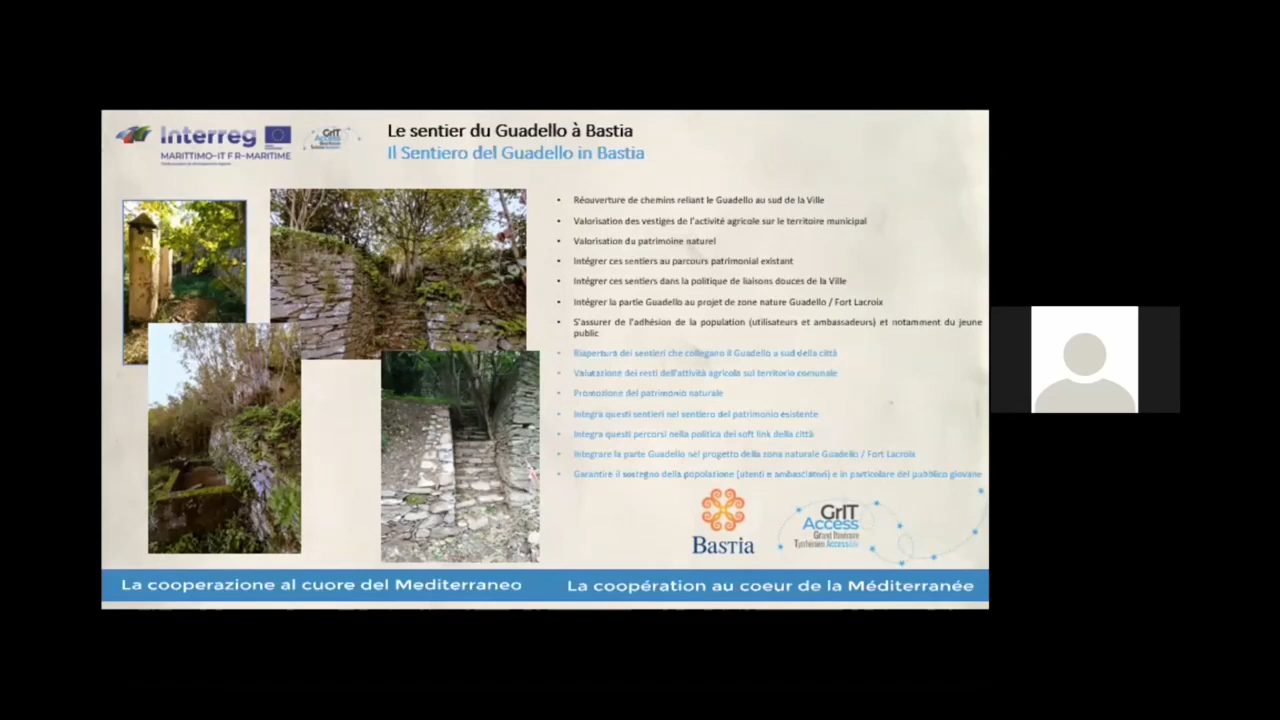 Interreg
MARITTIMO-IT FR-MARITIME
GrIT
Access
Le sentier du Guadello à Bastia
Il Sentiero del Guadello in Bastia
• Réouverture de chemins reliant le Guadello au sud de la Ville
• Valorisation des vestiges de l'activité agricole sur le territoire municipal
• Valorisation du patrimoine naturel
• Intégrer ces sentiers au parcours patrimonial existant
• Intégrer ces sentiers dans la politique de liaisons douces de la Ville
• Intégrer la partie Guadello au projet de zone nature Guadello / Fort Lacroix
• S'assurer de l'adhésion de la population (utilisateurs et ambassadeurs) et notamment du jeune
public
• Riapertura dei sentieri che collegano il Guadello a sud della città
• Valutazione dei resti dell'attività agricola sul territorio comunale
• Promozione del patrimonio naturale
• Integra questi sentieri nel sentiero del patrimonio esistente
• Integra questi percorsi nella politica dei soft link della città
• Integrare la parte Guadello nel progetto della zona naturale Guadello / Fort Lacroix
• Garantire il sostegno della popolazione (utenti e ambasciatori) e in particolare del pubblico giovane
Bastia
GrIT
Access
Grand Itinéraire
Tyrrhénien Accessible
La cooperazione al cuore del Mediterraneo
La coopération au coeur de la Méditerranée